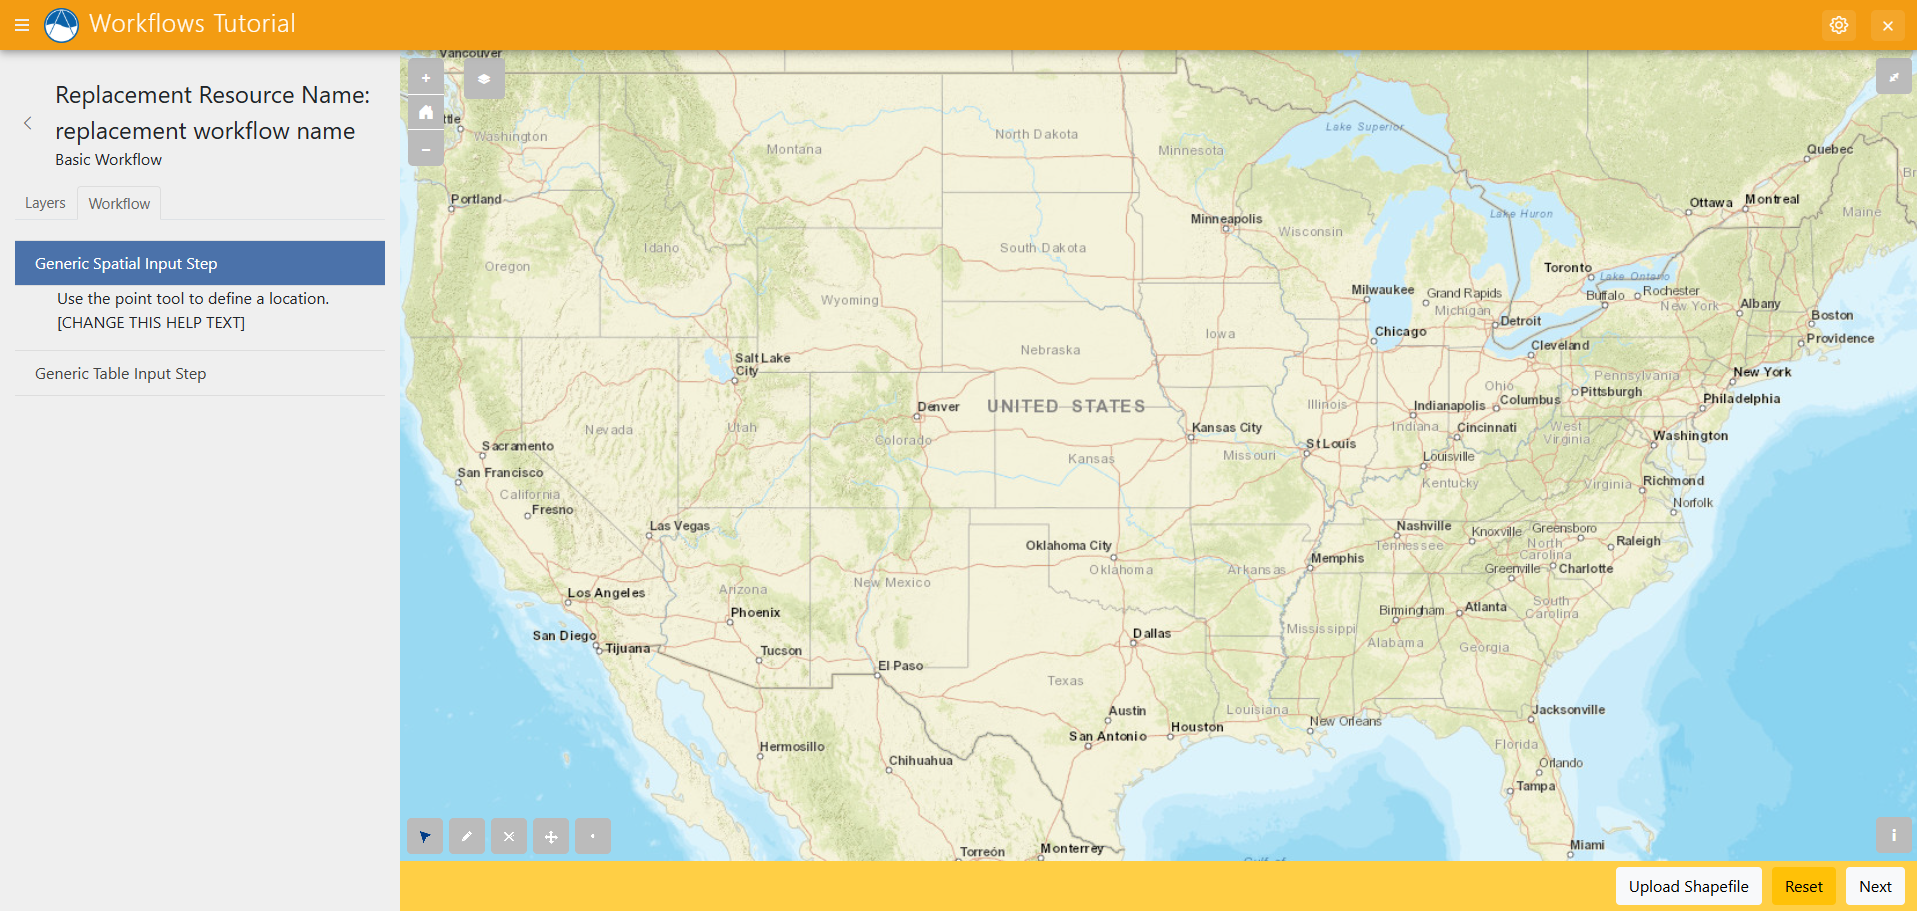 Workflows Tutorial
Replacement Resource Name:
replacement workflow name
Basic Workflow
Layers
Workflow
Generic Spatial Input Step
Use the point tool to define a location.
[CHANGE THIS HELP TEXT]
Generic Table Input Step
Vancouver
ttle
Washington
Montana
North Dakota
Minnesota
Lake Superior
Quebec
Br
Portland
Ottawa
Montreal
Maine
Minneapolis
Lake Huron
Wisconsin
Idaho
South Dakota
Oregon
Toronto
Lake Ontario
Wyoming
Milwaukee
Grand Rapids
Michigan
Buffalo
Rochester
New York
Albany
Boston
Iowa
Chicago
Detroit
Providence
Nebraska
Cleveland
Salt Lake
City
Pennsylvania
New York
Ohio
Columbus
Pittsburgh
Philadelphia
Denver
UNITED STATES
Illinois
Indianapolis
Nevada
Utah
Colorado
Kansas City
Indiana
Cincinnati
West
Virginia
Washington
Sacramento
St Louis
Kansas
Missouri
Louisville
San Francisco
Kentucky
Virginia
Richmond
California
Fresno
Norfolk
Las Vegas
Nashville
Knoxville
Greensboro
Oklahoma City
Tennessee
North
Carolina
Raleigh
Memphis
Oklahoma
Arkansas
Greenville
Charlotte
New Mexico
Arizona
Los Angeles
Phoenix
Birmingham
Atlanta
South
Carolina
San Diego
Tijuana
Dallas
Mississippi
Alabama
Georgia
Tucson
El Paso
Texas
Austin
Louisiana
Jacksonville
Houston
New Orleans
San Antonio
Hermosillo
Florida
Chihuahua
Orlando
Tampa
Torreón
Monterrey
Miami
Gulf of
Upload Shapefile
Reset
Next